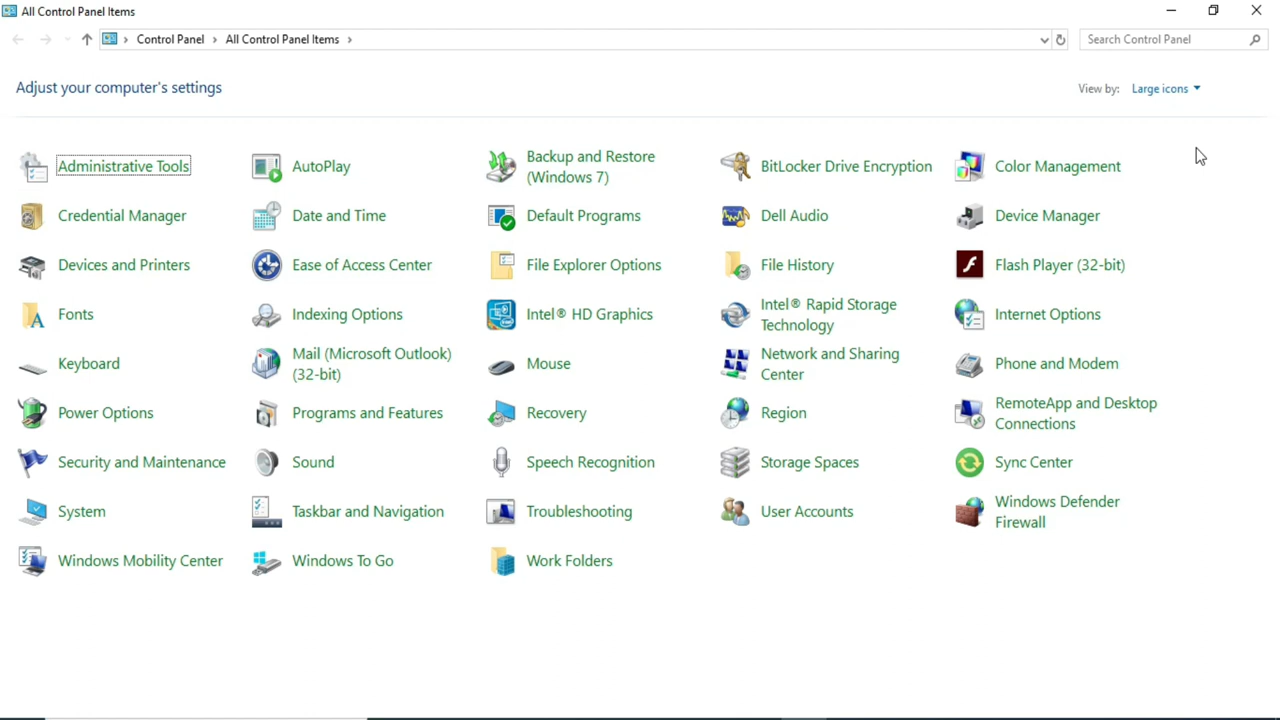 All Control Panel Items
Control Panel > All Control Panel Items >
Search Control Panel
Adjust your computer's settings
View by: Large icons
Administrative Tools
AutoPlay
Backup and Restore
(Windows 7)
BitLocker Drive Encryption
Color Management
Credential Manager
Date and Time
Default Programs
Dell Audio
Device Manager
Devices and Printers
Ease of Access Center
File Explorer Options
File History
Flash Player (32-bit)
Fonts
Indexing Options
Intel® HD Graphics
Intel® Rapid Storage
Technology
Internet Options
Keyboard
Mail (Microsoft Outlook)
(32-bit)
Mouse
Network and Sharing
Center
Phone and Modem
Power Options
Programs and Features
Recovery
Region
RemoteApp and Desktop
Connections
Security and Maintenance
Sound
Speech Recognition
Storage Spaces
Sync Center
System
Taskbar and Navigation
Troubleshooting
User Accounts
Windows Defender
Firewall
Windows Mobility Center
Windows To Go
Work Folders